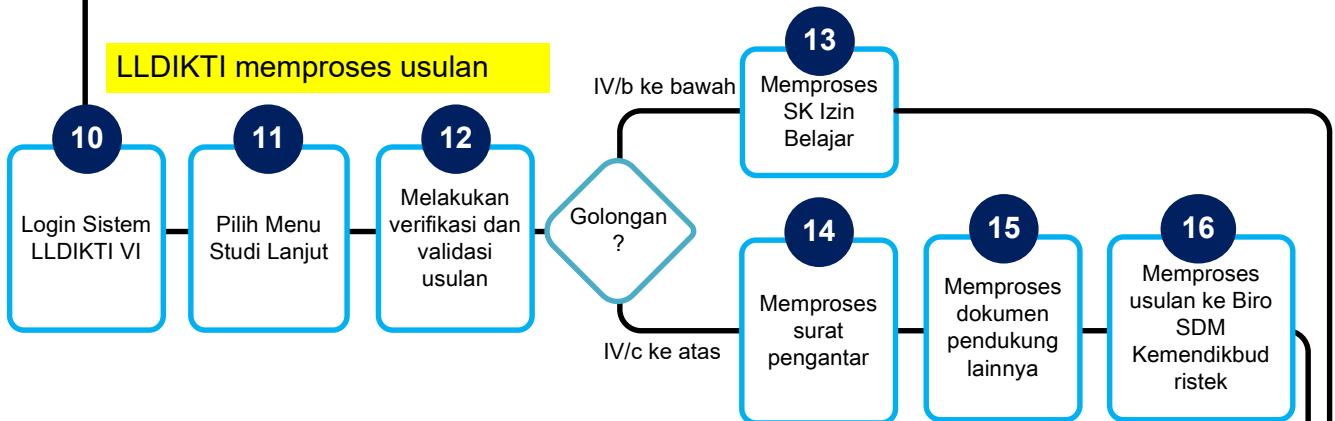 LLDIKTI memproses usulan
10
Login Sistem
LLDIKTI VI
11
Pilih Menu
Studi Lanjut
12
Melakukan
verifikasi dan
validasi
usulan
Golongan
?
IV/b ke bawah
13
Memproses
SK Izin
Belajar
IV/c ke atas
14
Memproses
surat
pengantar
15
Memproses
dokumen
pendukung
lainnya
16
Memproses
usulan ke Biro
SDM
Kemendikbud
ristek